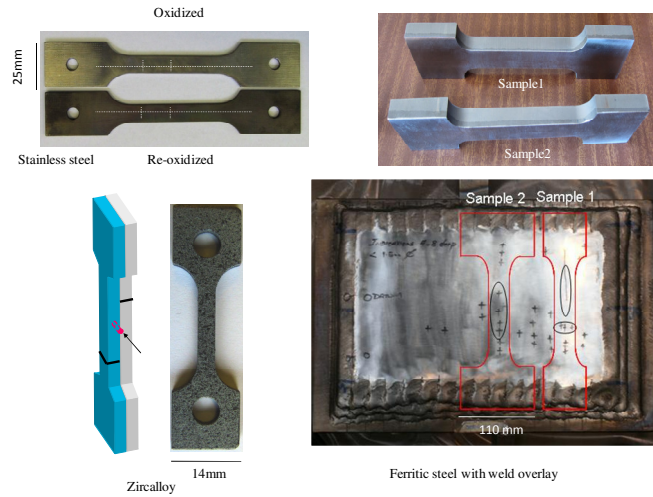 Oxidized
25mm
Stainless steel
Re-oxidized
Sample1
Sample2
Sample 2 Sample 1
110 mm
14mm
Zircalloy
Ferritic steel with weld overlay